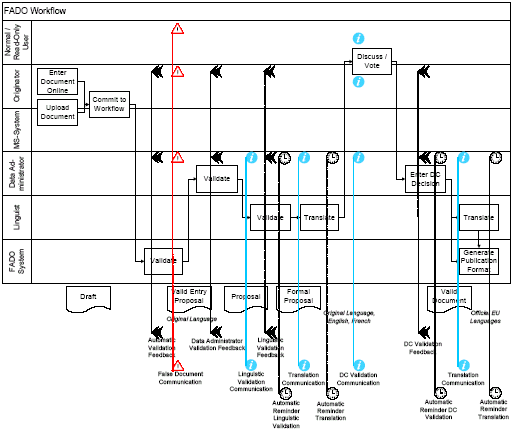 FADO Workflow
Normal /
Read-Only
User
Discuss /
Vote
Originator
Enter
Document
Online
Commit to
Workflow
MS-System
Upload
Document
Data Ad-
ministrator
Validate
Enter DC
Decision
Linguist
Validate
Translate
Translate
FADO
System
Validate
Generate
Publication
Format
Draft
Valid Entry
Proposal
Proposal
Formal
Proposal
Valid
Document
Original Language
Original Language,
English, French
Official EU
Languages
Automatic
Validation
Feedback
Data Administrator
Validation Feedback
Linguistic
Validation
Feedback
DC Validation
Feedback
False Document
Communication
Linguistic
Validation
Communication
Translation
Communication
DC Validation
Communication
Translation
Communication
Automatic
Reminder
Linguistic
Validation
Automatic
Reminder
Translation
Automatic
Reminder DC
Validation
Automatic
Reminder
Translation